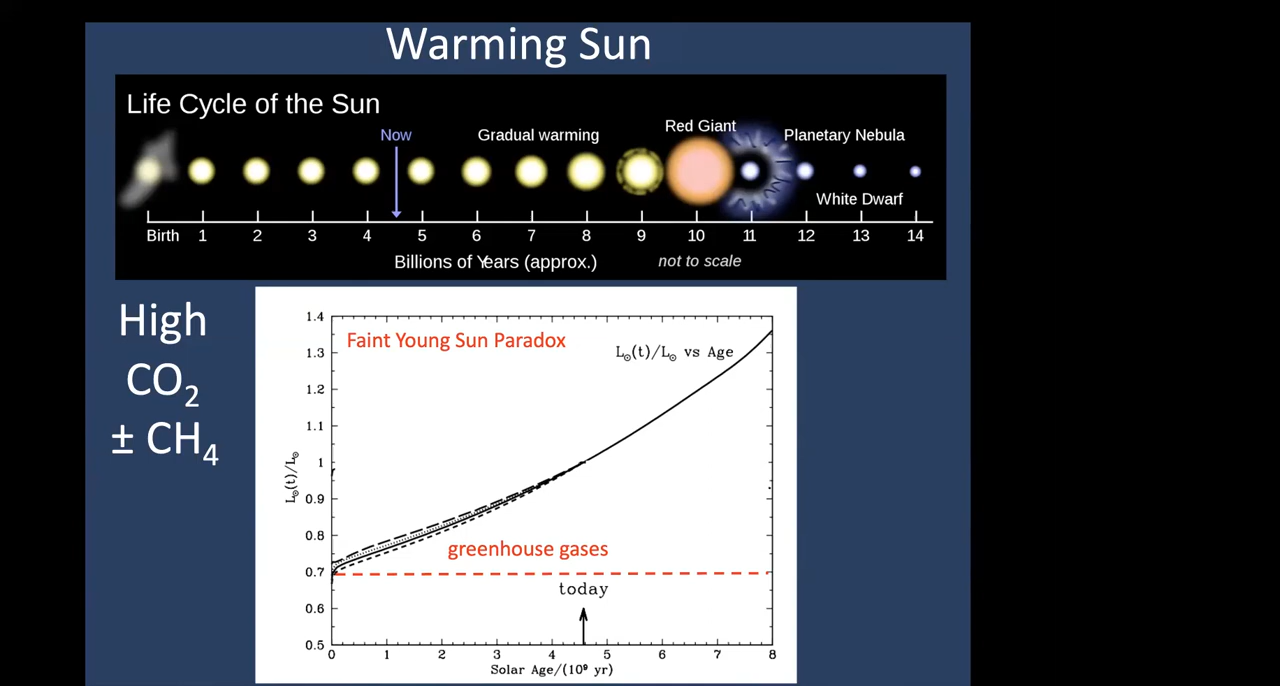 Warming Sun
Life Cycle of the Sun
Now
Gradual warming
Red Giant
Planetary Nebula
White Dwarf
Birth 1 2 3 4 5 6 7 8 9 10 11 12 13 14
Billions of Years (approx.)
not to scale
High
CO₂
± CH₄
Faint Young Sun Paradox
L☉(t)/L☉ vs Age
greenhouse gases
today
L☉(t)/L☉
1.4
1.3
1.2
1.1
1
0.9
0.8
0.7
0.6
0.5
0 1 2 3 4 5 6 7 8
Solar Age/(10⁹ yr)